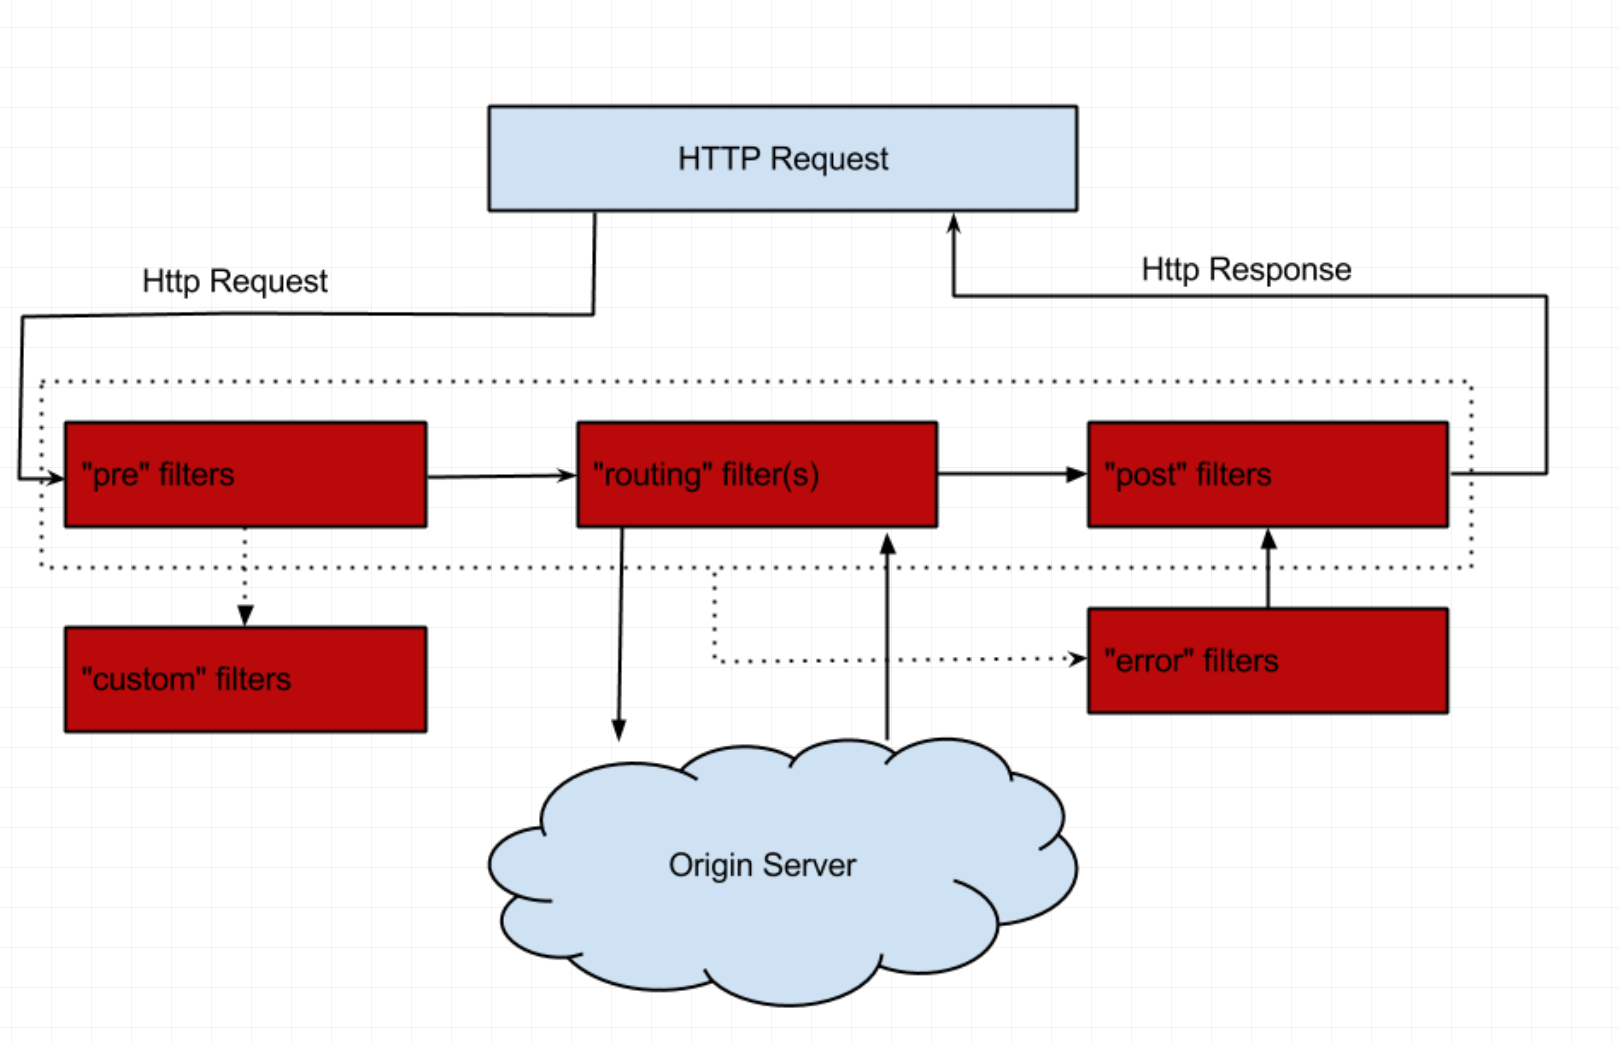 HTTP Request
Http Request
Http Response
"pre" filters
"routing" filter(s)
"post" filters
"custom" filters
"error" filters
Origin Server